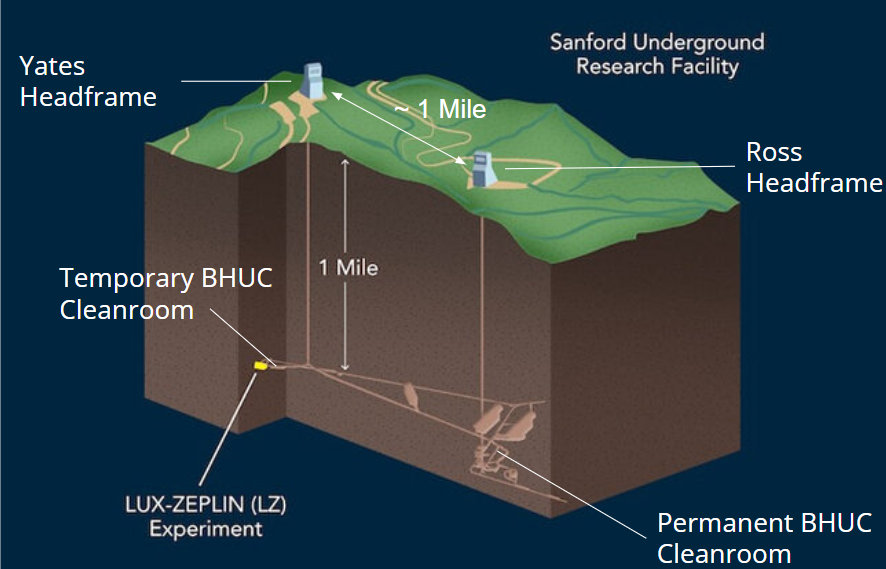 Sanford Underground
Research Facility
Yates
Headframe
~ 1 Mile
Ross
Headframe
1 Mile
Temporary BHUC
Cleanroom
LUX-ZEPLIN (LZ)
Experiment
Permanent BHUC
Cleanroom